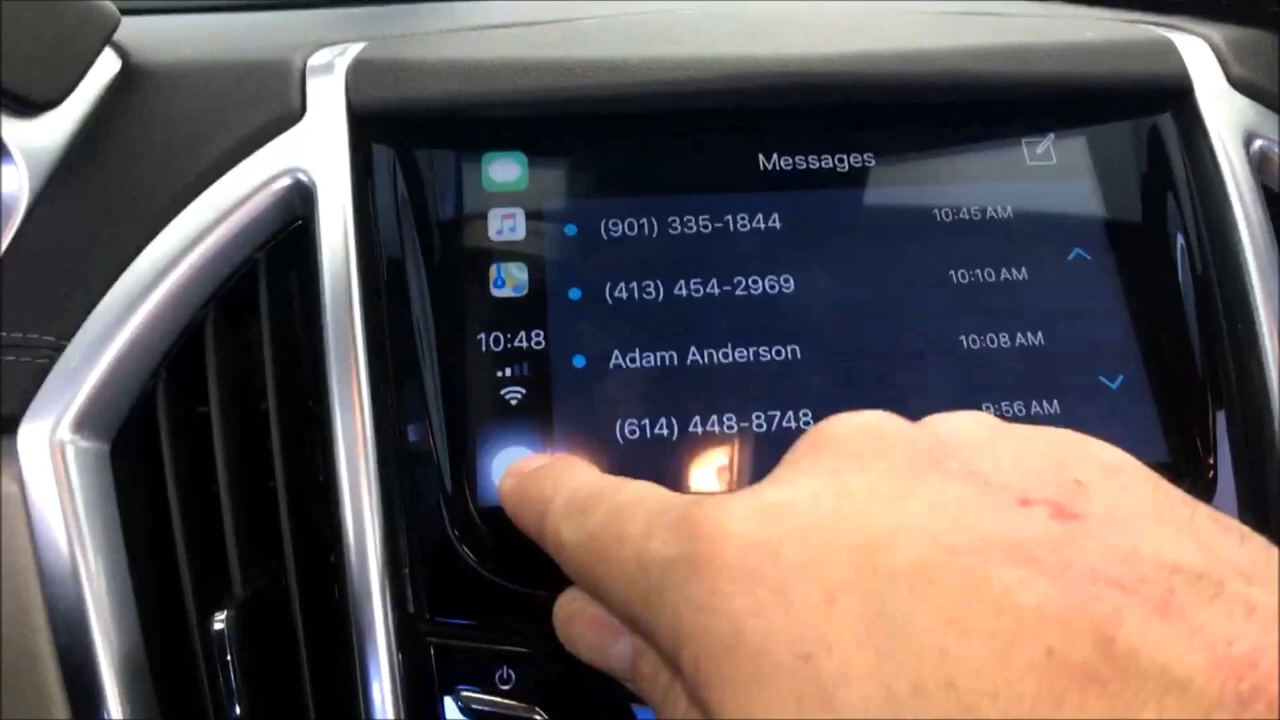 Messages
(901) 335-1844 10:45 AM
(413) 454-2969 10:10 AM
10:48
Adam Anderson 10:08 AM
(614) 448-8748 9:56 AM